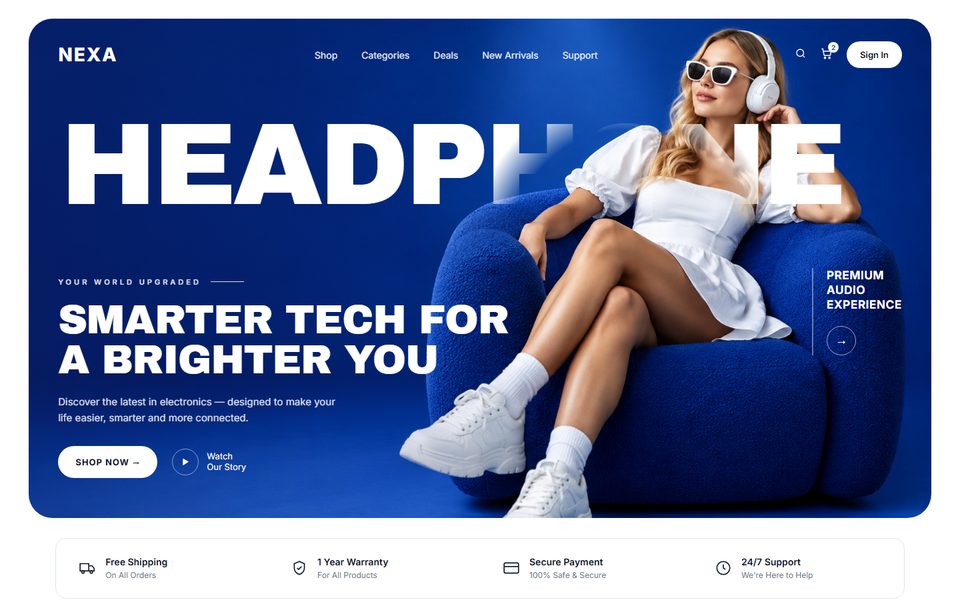 NEXA
Shop Categories Deals New Arrivals Support
2
Sign In
HEADPHONE
YOUR WORLD UPGRADED
SMARTER TECH FOR
A BRIGHTER YOU
Discover the latest in electronics — designed to make your
life easier, smarter and more connected.
SHOP NOW →
Watch
Our Story
PREMIUM
AUDIO
EXPERIENCE
→
Free Shipping
On All Orders
1 Year Warranty
For All Products
Secure Payment
100% Safe & Secure
24/7 Support
We're Here to Help